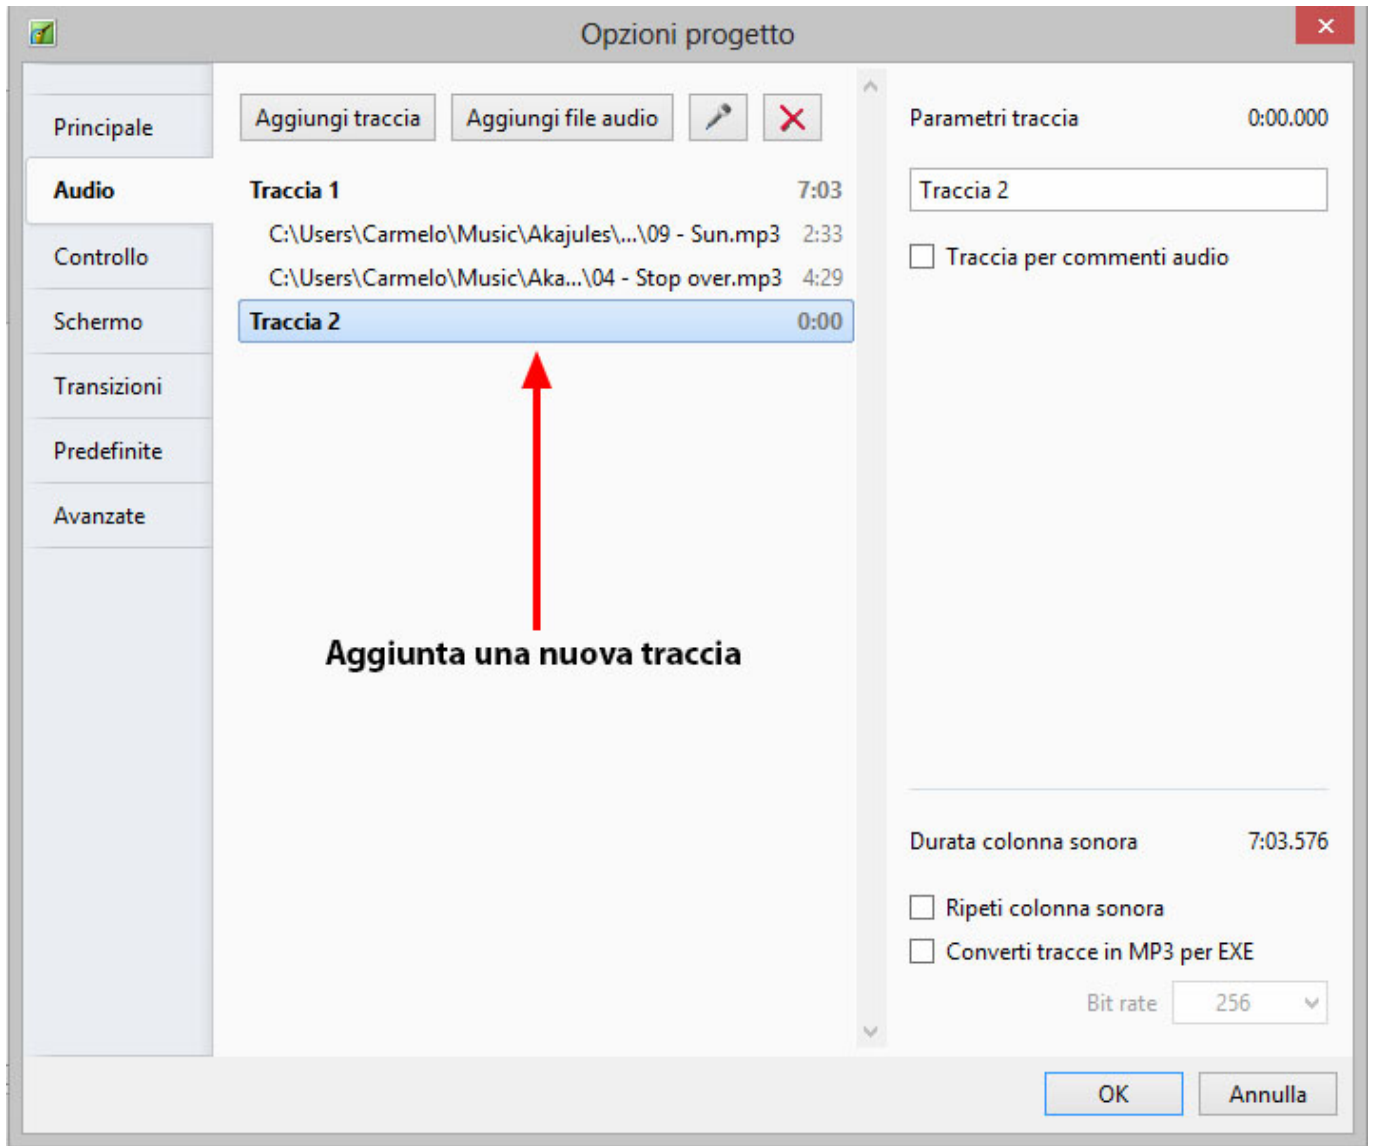 Opzioni progetto
Principale
Audio
Controllo
Schermo
Transizioni
Predefinite
Avanzate
Aggiungi traccia
Aggiungi file audio
Traccia 1 7:03
C:\Users\Carmelo\Music\Akajules\...\09 - Sun.mp3 2:33
C:\Users\Carmelo\Music\Aka...\04 - Stop over.mp3 4:29
Traccia 2 0:00
Aggiunta una nuova traccia
Parametri traccia 0:00.000
Traccia 2
Traccia per commenti audio
Durata colonna sonora 7:03.576
Ripeti colonna sonora
Converti tracce in MP3 per EXE
Bit rate 256
OK Annulla